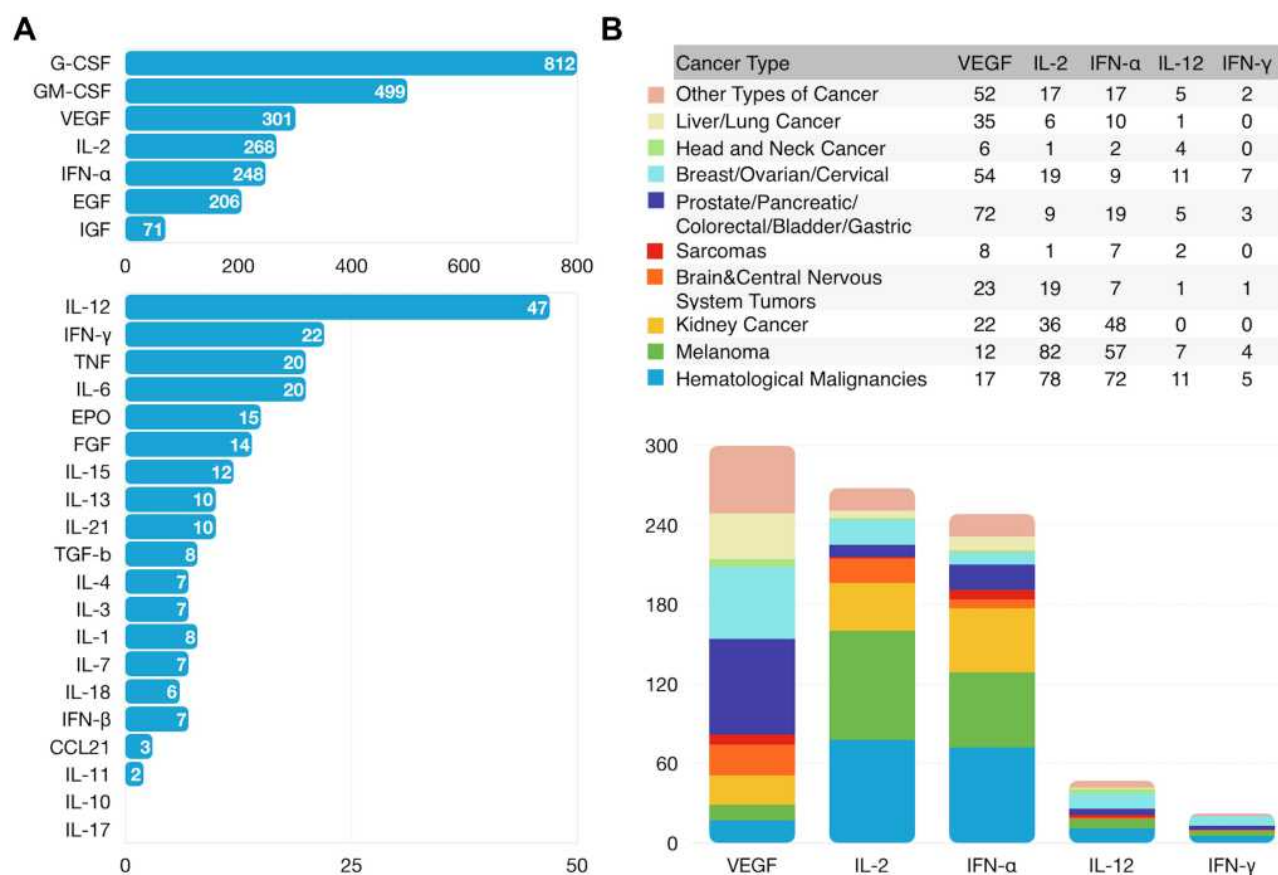 A
G-CSF 812
GM-CSF 499
VEGF 301
IL-2 268
IFN-α 248
EGF 206
IGF 71
0 200 400 600 800
IL-12 47
IFN-γ 22
TNF 20
IL-6 20
EPO 15
FGF 14
IL-15 12
IL-13 10
IL-21 10
TGF-b 8
IL-4 7
IL-3 7
IL-1 8
IL-7 7
IL-18 6
IFN-β 7
CCL21 3
IL-11 2
IL-10
IL-17
0 25 50
B
Cancer Type VEGF IL-2 IFN-α IL-12 IFN-γ
Other Types of Cancer 52 17 17 5 2
Liver/Lung Cancer 35 6 10 1 0
Head and Neck Cancer 6 1 2 4 0
Breast/Ovarian/Cervical 54 19 9 11 7
Prostate/Pancreatic/
Colorectal/Bladder/Gastric 72 9 19 5 3
Sarcomas 8 1 7 2 0
Brain&Central Nervous
System Tumors 23 19 7 1 1
Kidney Cancer 22 36 48 0 0
Melanoma 12 82 57 7 4
Hematological Malignancies 17 78 72 11 5
300
240
180
120
60
0
VEGF IL-2 IFN-α IL-12 IFN-γ